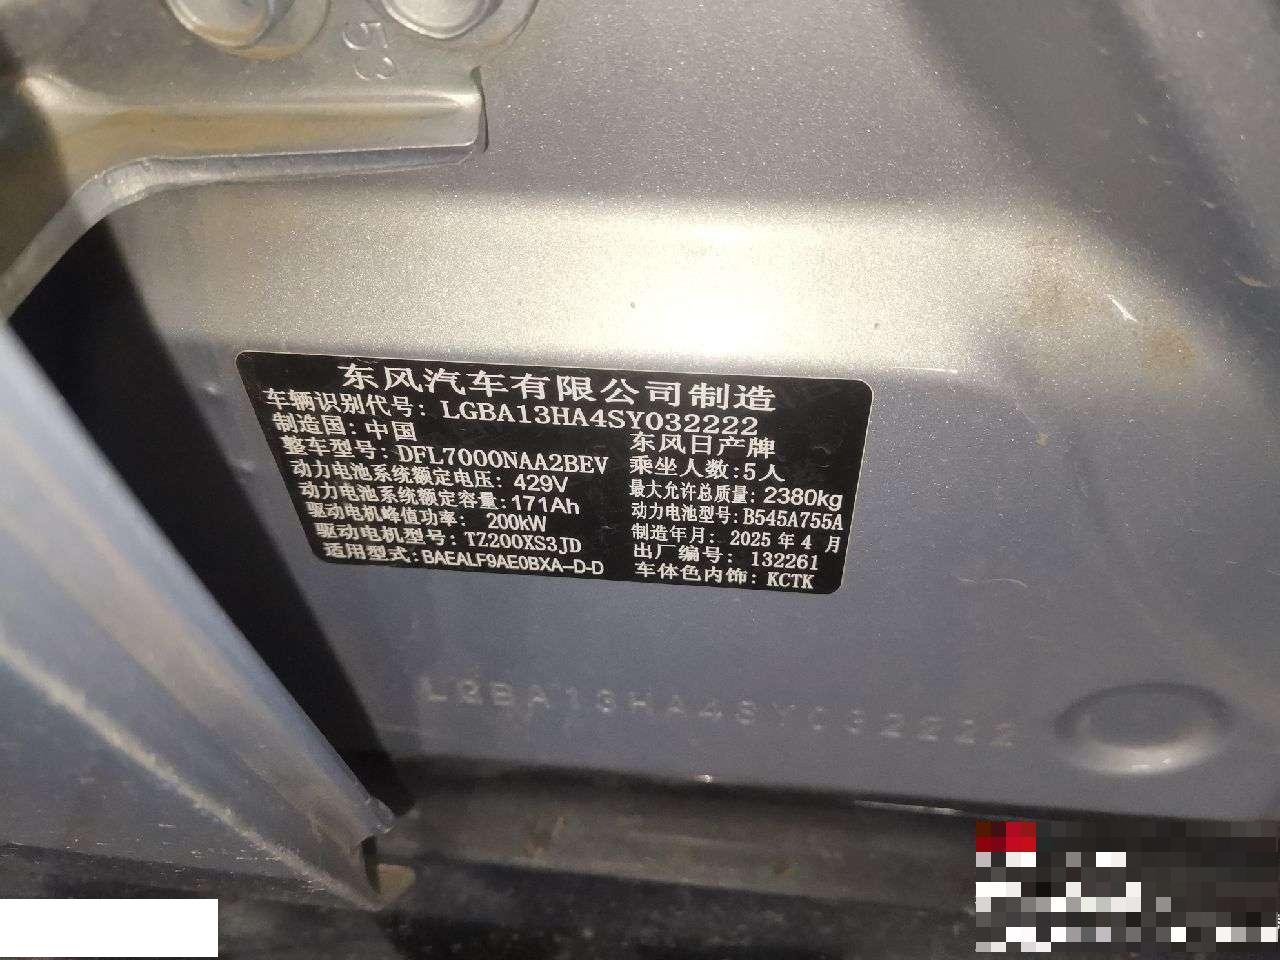 52
东风汽车有限公司制造
车辆识别代号: LGBA13HA4SY032222
制造国: 中国
东风日产牌
整车型号: DFL7000NAA2BEV
乘坐人数: 5人
动力电池系统额定电压: 429V
最大允许总质量: 2380kg
动力电池系统额定容量: 171Ah
动力电池型号: B545A755A
驱动电机峰值功率: 200kW
制造年月: 2025年4月
驱动电机型号: TZ200XS3JD
出厂编号: 132261
适用型式: BAEALF9AE0BXA-D-D
车体色内饰: KCTK
LGBA13HA4SY032222